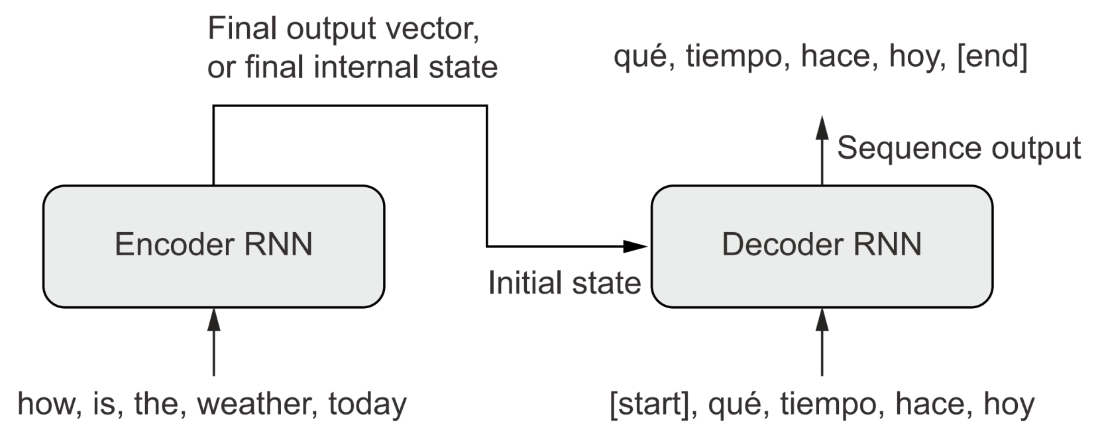 Final output vector,
or final internal state
qué, tiempo, hace, hoy, [end]
Sequence output
Encoder RNN
Decoder RNN
Initial state
how, is, the, weather, today
[start], qué, tiempo, hace, hoy